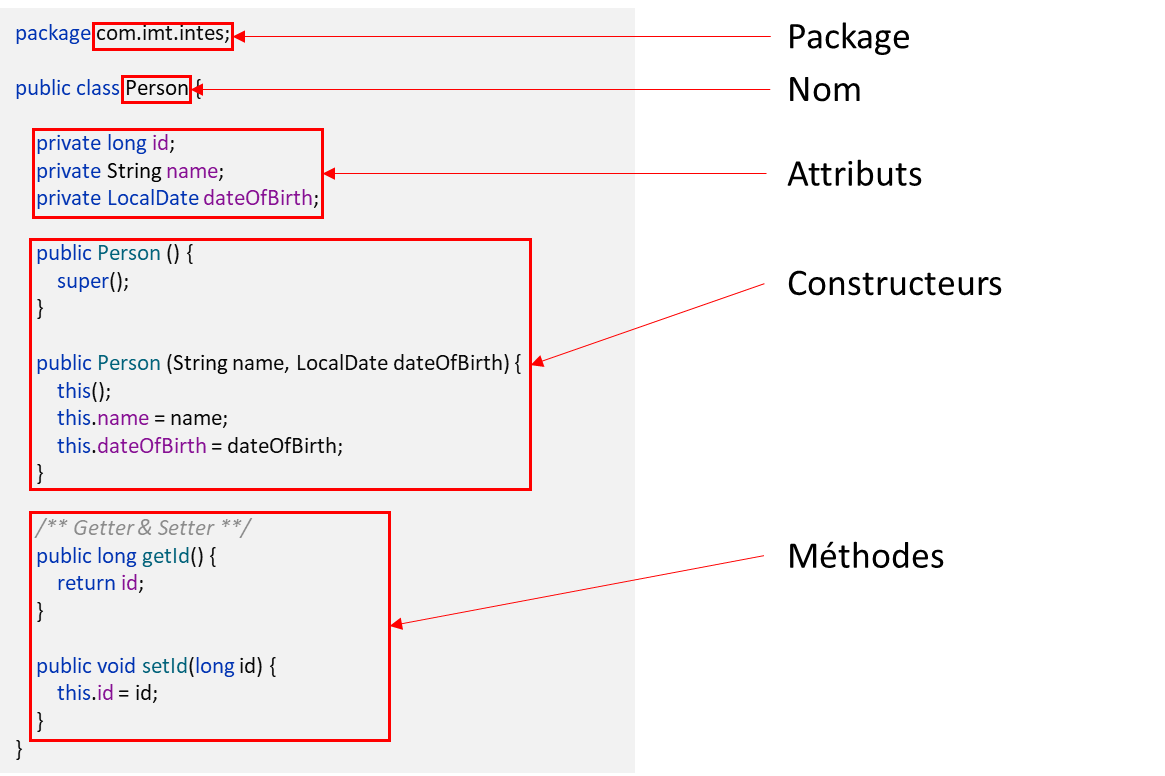 package com.imt.intes;
Package
public class Person {
Nom
private long id;
private String name;
private LocalDate dateOfBirth;
Attributs
public Person () {
super();
}
Constructeurs
public Person (String name, LocalDate dateOfBirth) {
this();
this.name = name;
this.dateOfBirth = dateOfBirth;
}
/** Getter & Setter **/
public long getId() {
return id;
}
Méthodes
public void setId(long id) {
this.id = id;
}
}